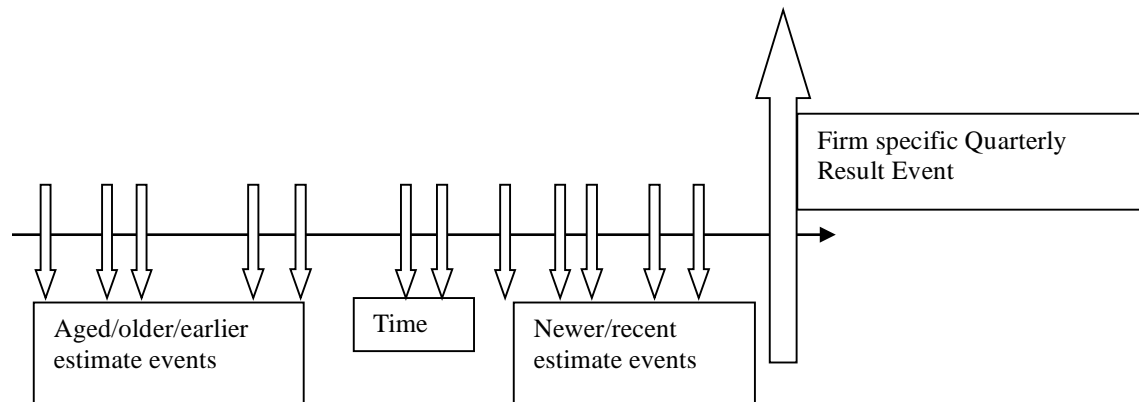 Firm specific Quarterly
Result Event
Aged/older/earlier
estimate events
Time
Newer/recent
estimate events